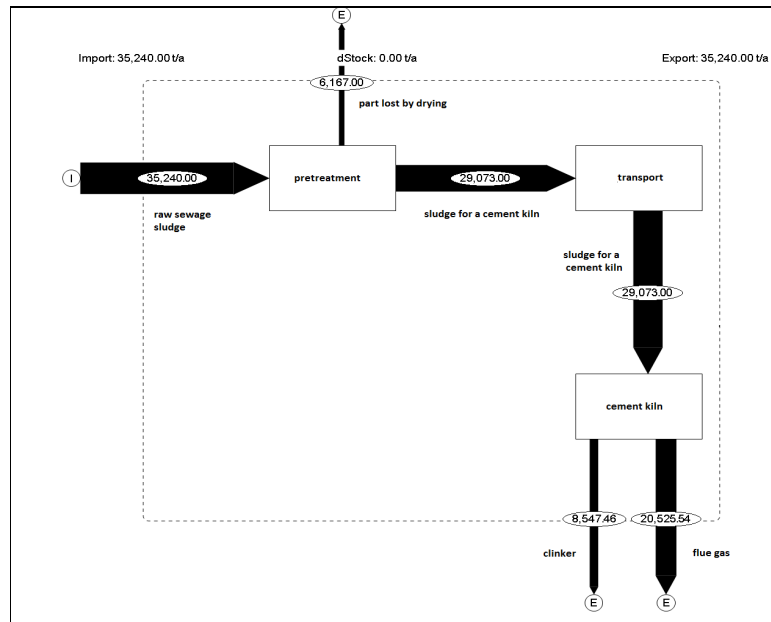 E
Import: 35,240.00 t/a
dStock: 0.00 t/a
Export: 35,240.00 t/a
6,167.00
part lost by drying
I
35,240.00
pretreatment
29,073.00
transport
raw sewage
sludge
sludge for a cement kiln
sludge for a
cement kiln
29,073.00
cement kiln
8,547.46
20,525.54
clinker
flue gas
E
E